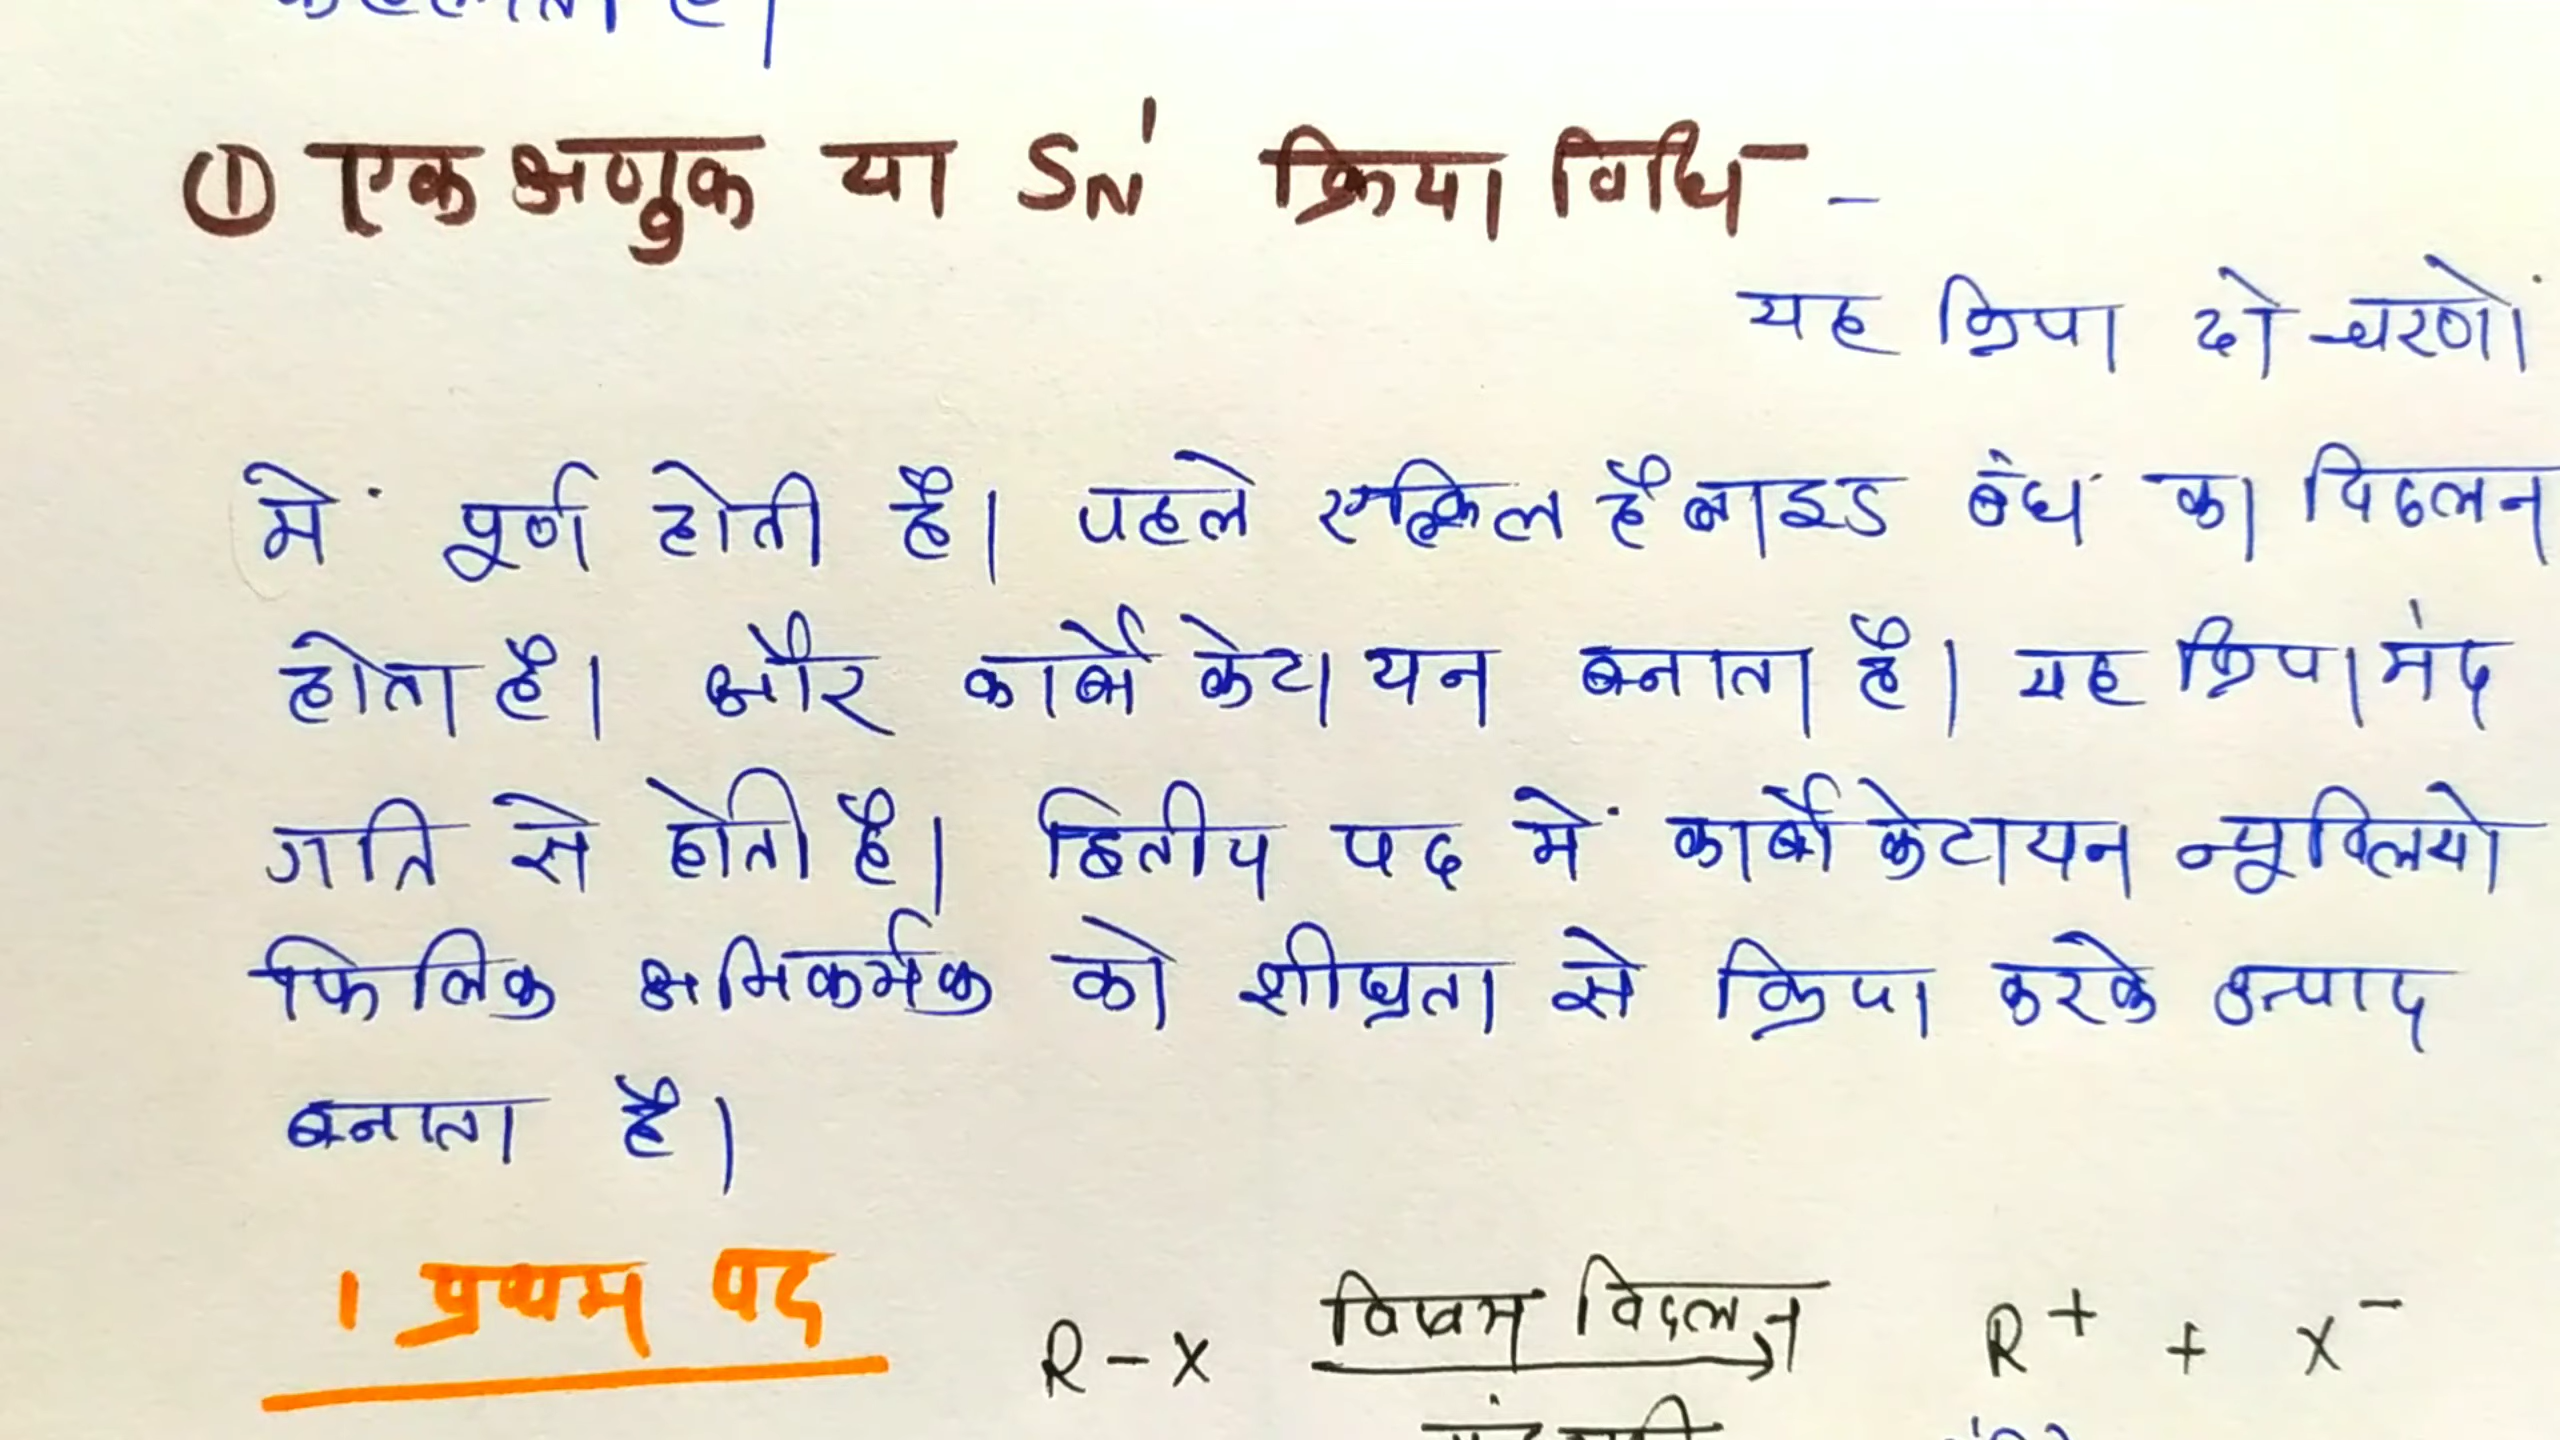 ① एक अणुक या SN¹ क्रिया विधि -
यह क्रिया दो चरणों
में पूर्ण होती है। पहले एल्किल हैलाइड बंध का विदलन
होता है। और कार्बो केटायन बनाता है। यह क्रिया मंद
गति से होती है। द्वितीय पद में कार्बो केटायन न्यूक्लियो
फिलिक अभिकर्मक को शीघ्रता से क्रिया करके उत्पाद
बनाता है।
1 प्रथम पद R-X विषम विदलन R⁺ + X⁻